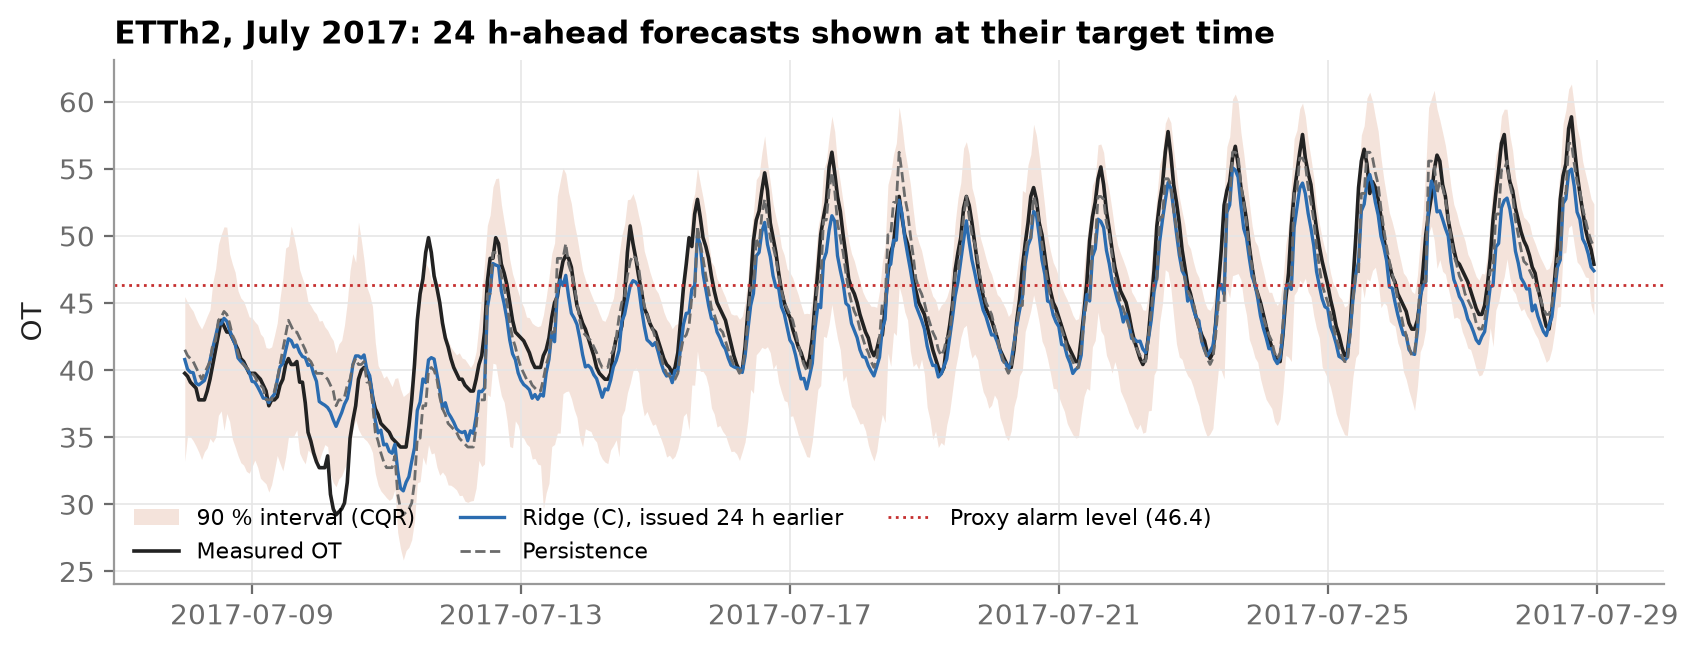 ETTh2, July 2017: 24 h-ahead forecasts shown at their target time
OT
60
55
50
45
40
35
30
25
90 % interval (CQR)
Measured OT
Ridge (C), issued 24 h earlier
Persistence
Proxy alarm level (46.4)
2017-07-09
2017-07-13
2017-07-17
2017-07-21
2017-07-25
2017-07-29